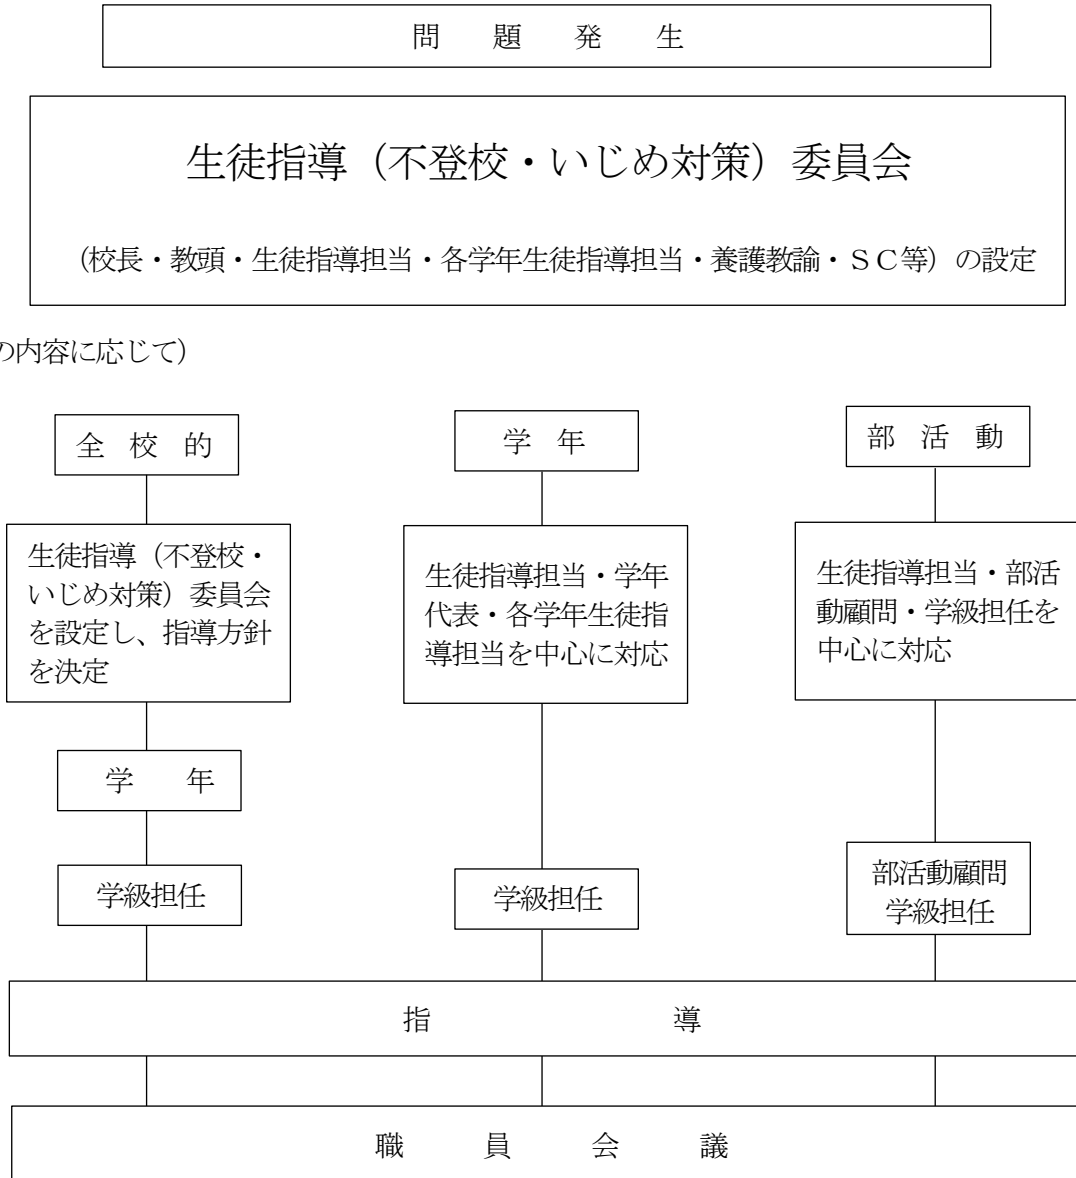 問　題　発　生
生徒指導（不登校・いじめ対策）委員会
（校長・教頭・生徒指導担当・各学年生徒指導担当・養護教諭・ＳＣ等）の設定
の内容に応じて）
全　校　的
学　年
部　活　動
生徒指導（不登校・
いじめ対策）委員会
を設定し、指導方針
を決定
生徒指導担当・学年
代表・各学年生徒指
導担当を中心に対応
生徒指導担当・部活
動顧問・学級担任を
中心に対応
学　年
学級担任
学級担任
部活動顧問
学級担任
指　導
職　員　会　議